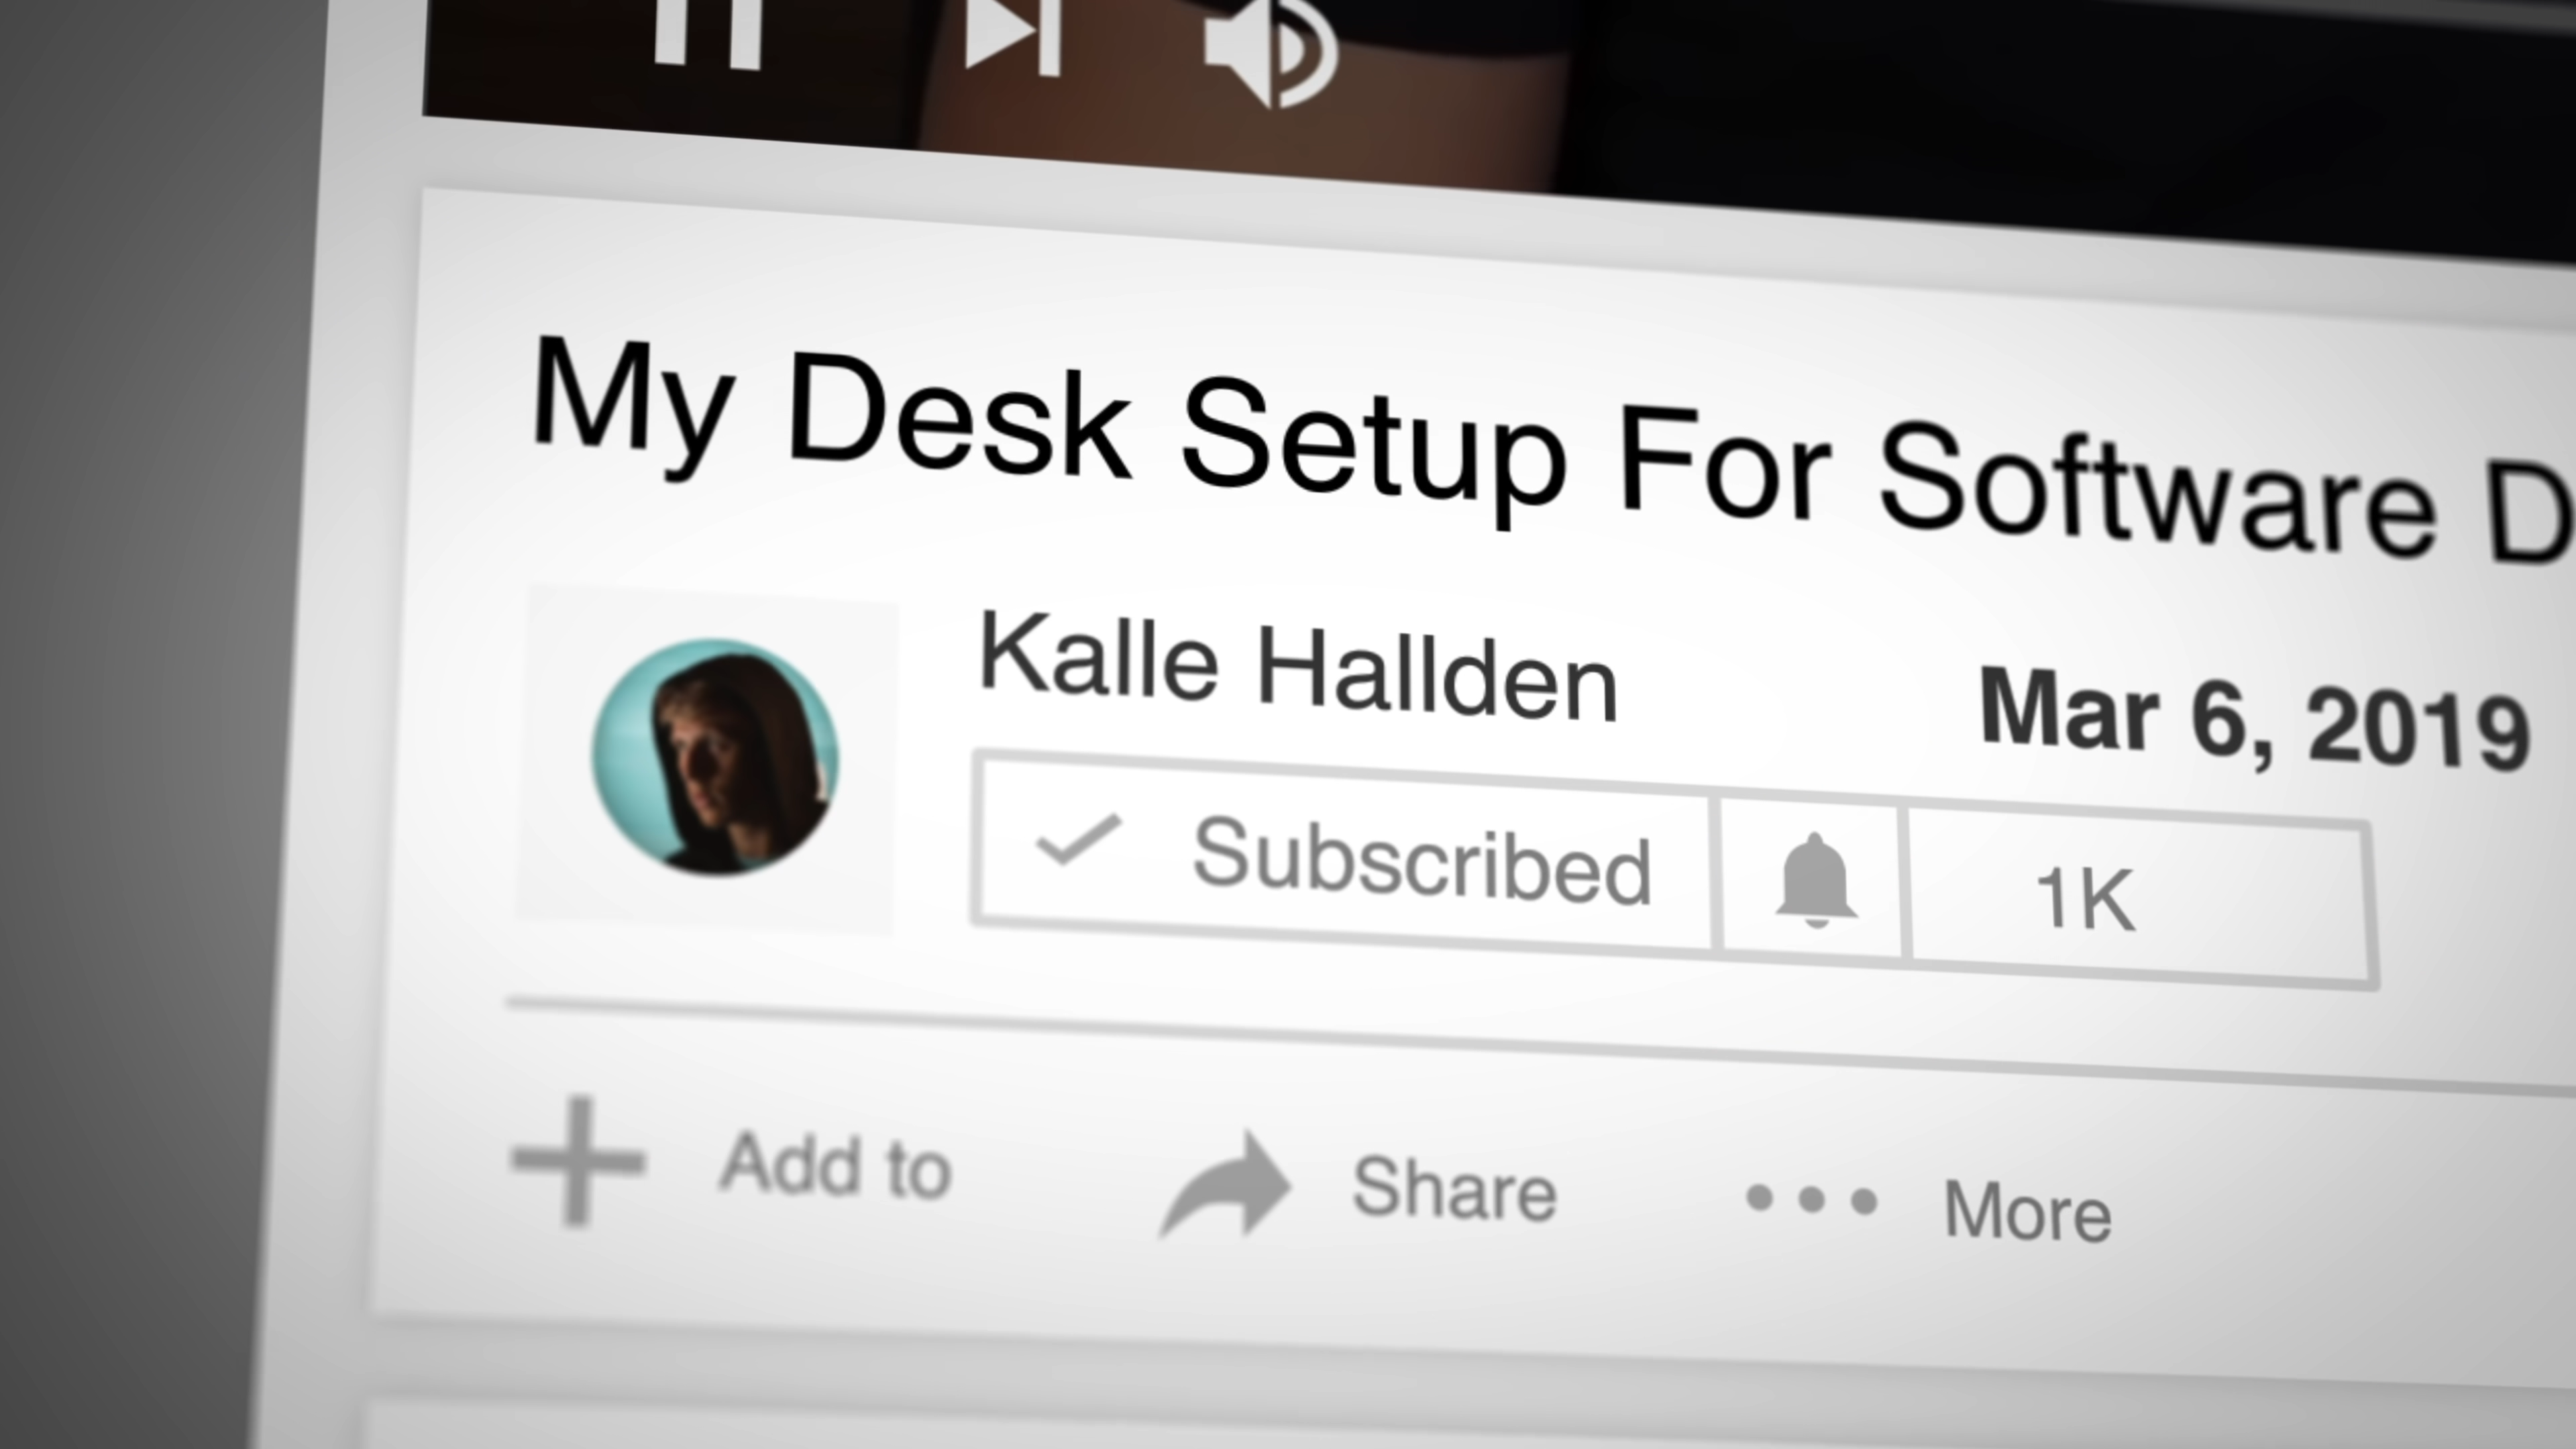 My Desk Setup For Software D
Kalle Hallden
Mar 6, 2019
Subscribed
1K
Add to
Share
More